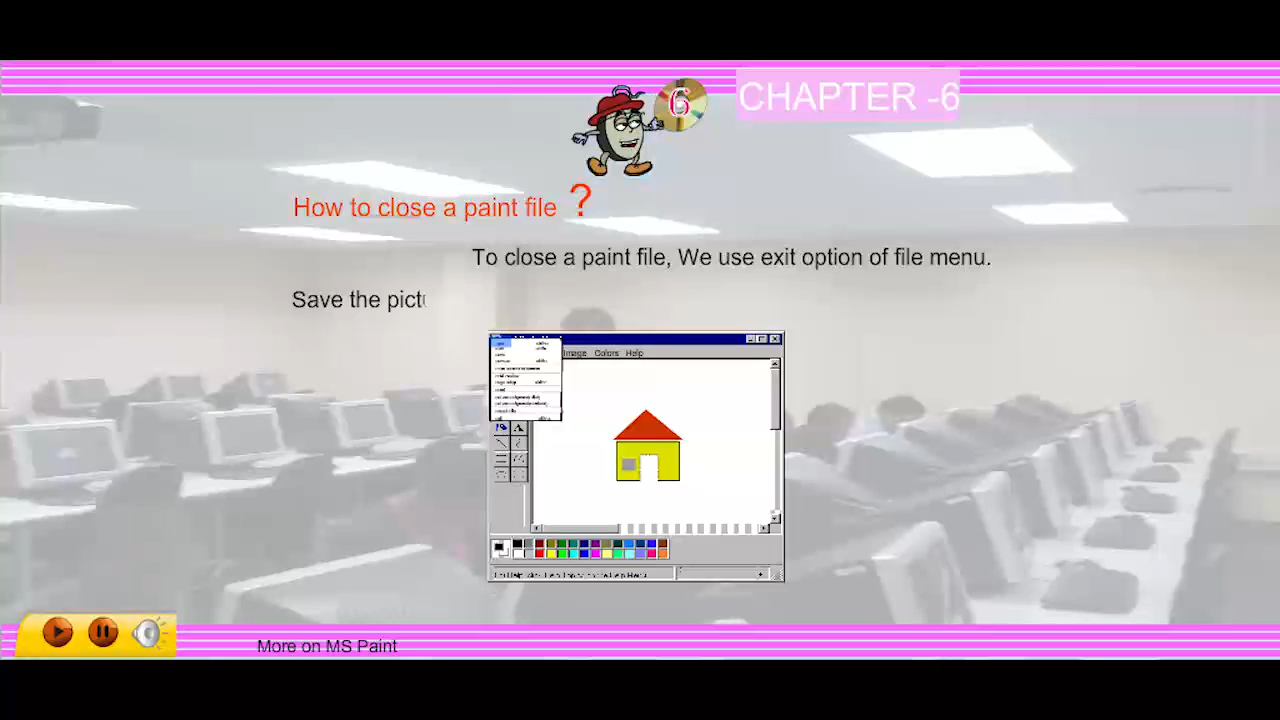 6
CHAPTER -6
How to close a paint file ?
To close a paint file, We use exit option of file menu.
Save the pict
Image Colors Help
More on MS Paint